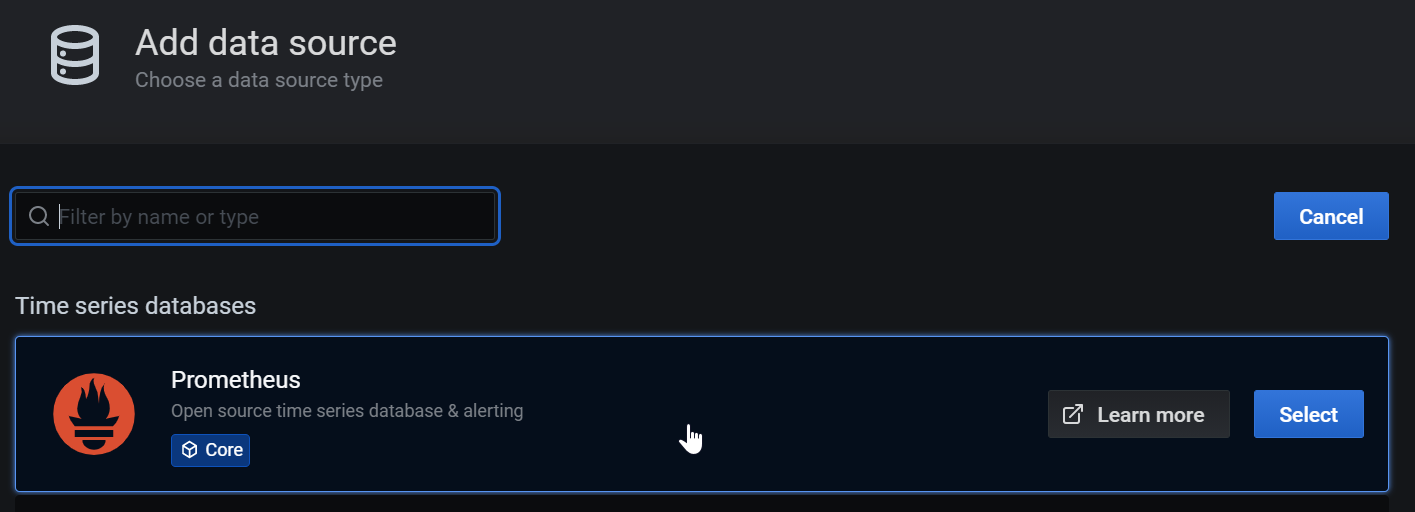 Add data source
Choose a data source type
Filter by name or type
Cancel
Time series databases
Prometheus
Open source time series database & alerting
Core
Learn more
Select